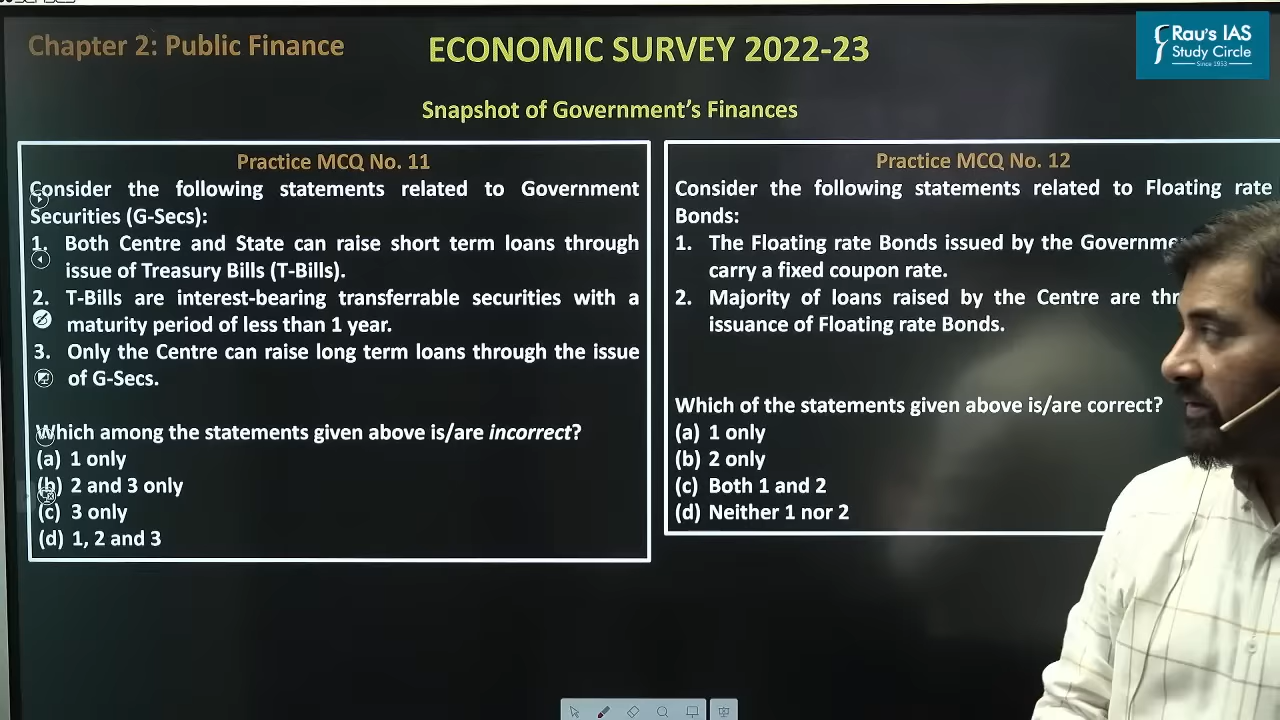 Chapter 2: Public Finance
ECONOMIC SURVEY 2022-23
Rau's IAS
Study Circle
Since 1953
Snapshot of Government's Finances
Practice MCQ No. 11
Consider the following statements related to Government
Securities (G-Secs):
1. Both Centre and State can raise short term loans through
issue of Treasury Bills (T-Bills).
2. T-Bills are interest-bearing transferrable securities with a
maturity period of less than 1 year.
3. Only the Centre can raise long term loans through the issue
of G-Secs.
Which among the statements given above is/are incorrect?
(a) 1 only
(b) 2 and 3 only
(c) 3 only
(d) 1, 2 and 3
Practice MCQ No. 12
Consider the following statements related to Floating rate
Bonds:
1. The Floating rate Bonds issued by the
carry a fixed coupon rate.
2. Majority of loans raised by the Centre are
issuance of Floating rate Bonds.
Which of the statements given above is/are correct?
(a) 1 only
(b) 2 only
(c) Both 1 and 2
(d) Neither 1 nor 2